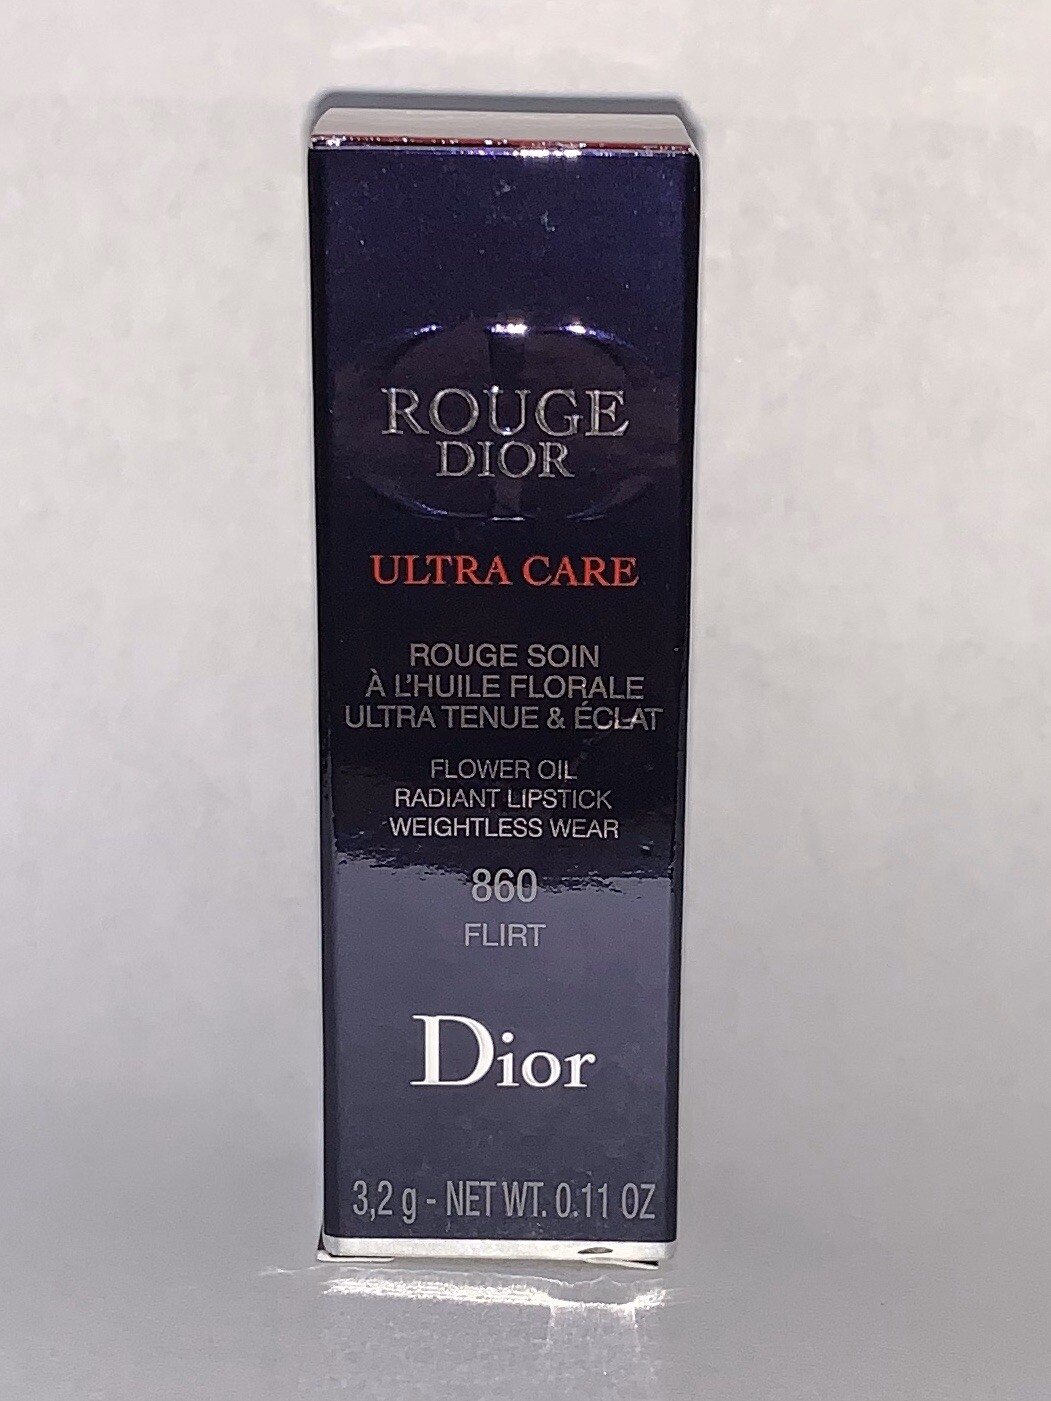 ROUGE
DIOR
ULTRA CARE
ROUGE SOIN
À L'HUILE FLORALE
ULTRA TENUE & ÉCLAT
FLOWER OIL
RADIANT LIPSTICK
WEIGHTLESS WEAR
860
FLIRT
Dior
3,2 g - NET WT. 0.11 OZ